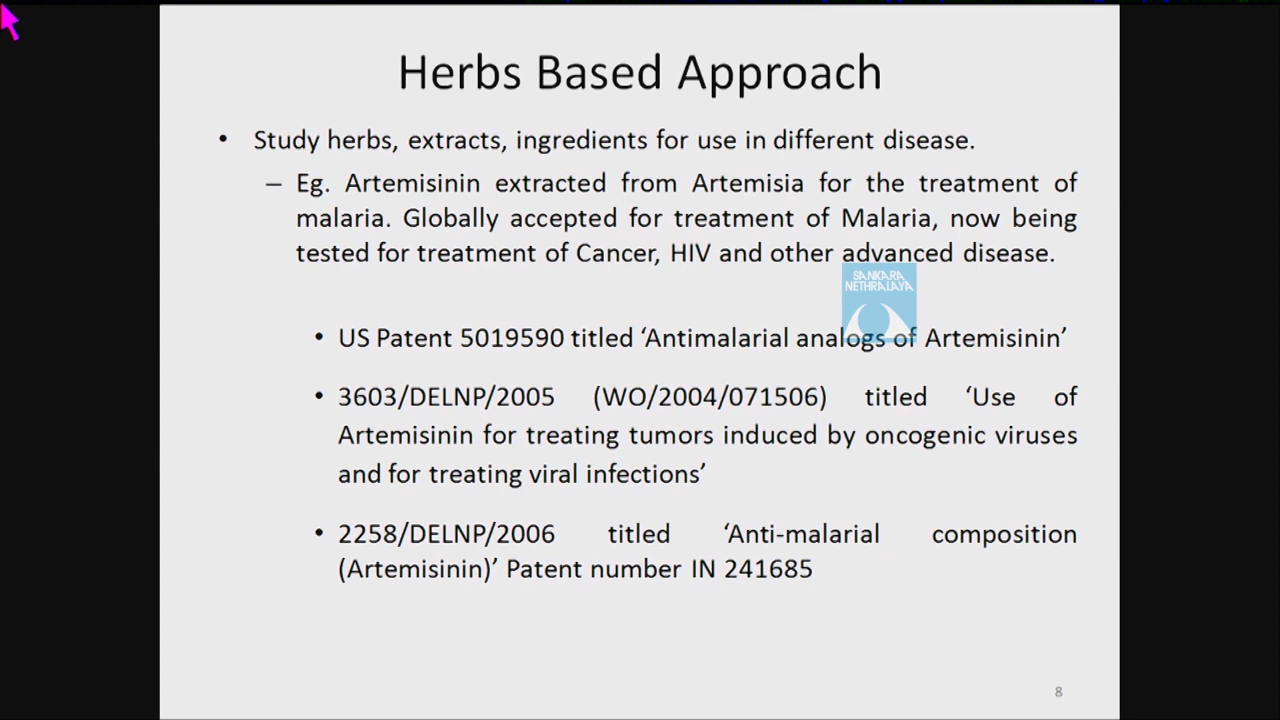 Herbs Based Approach
• Study herbs, extracts, ingredients for use in different disease.
– Eg. Artemisinin extracted from Artemisia for the treatment of
malaria. Globally accepted for treatment of Malaria, now being
tested for treatment of Cancer, HIV and other advanced disease.
SANKARA
NETHRALAYA
• US Patent 5019590 titled ‘Antimalarial analogs of Artemisinin’
• 3603/DELNP/2005 (WO/2004/071506) titled ‘Use of
Artemisinin for treating tumors induced by oncogenic viruses
and for treating viral infections’
• 2258/DELNP/2006 titled ‘Anti-malarial composition
(Artemisinin)’ Patent number IN 241685
8